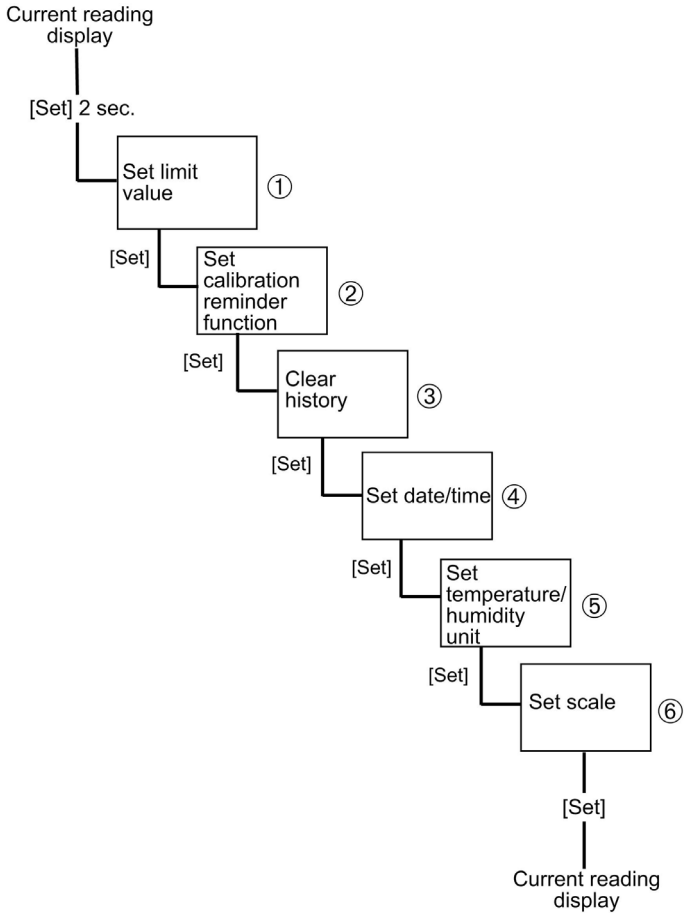 Current reading
display
[Set] 2 sec.
Set limit
value
①
[Set]
Set
calibration
reminder
function
②
[Set]
Clear
history
③
[Set]
Set date/time
④
[Set]
Set
temperature/
humidity
unit
⑤
[Set]
Set scale
⑥
[Set]
Current reading
display